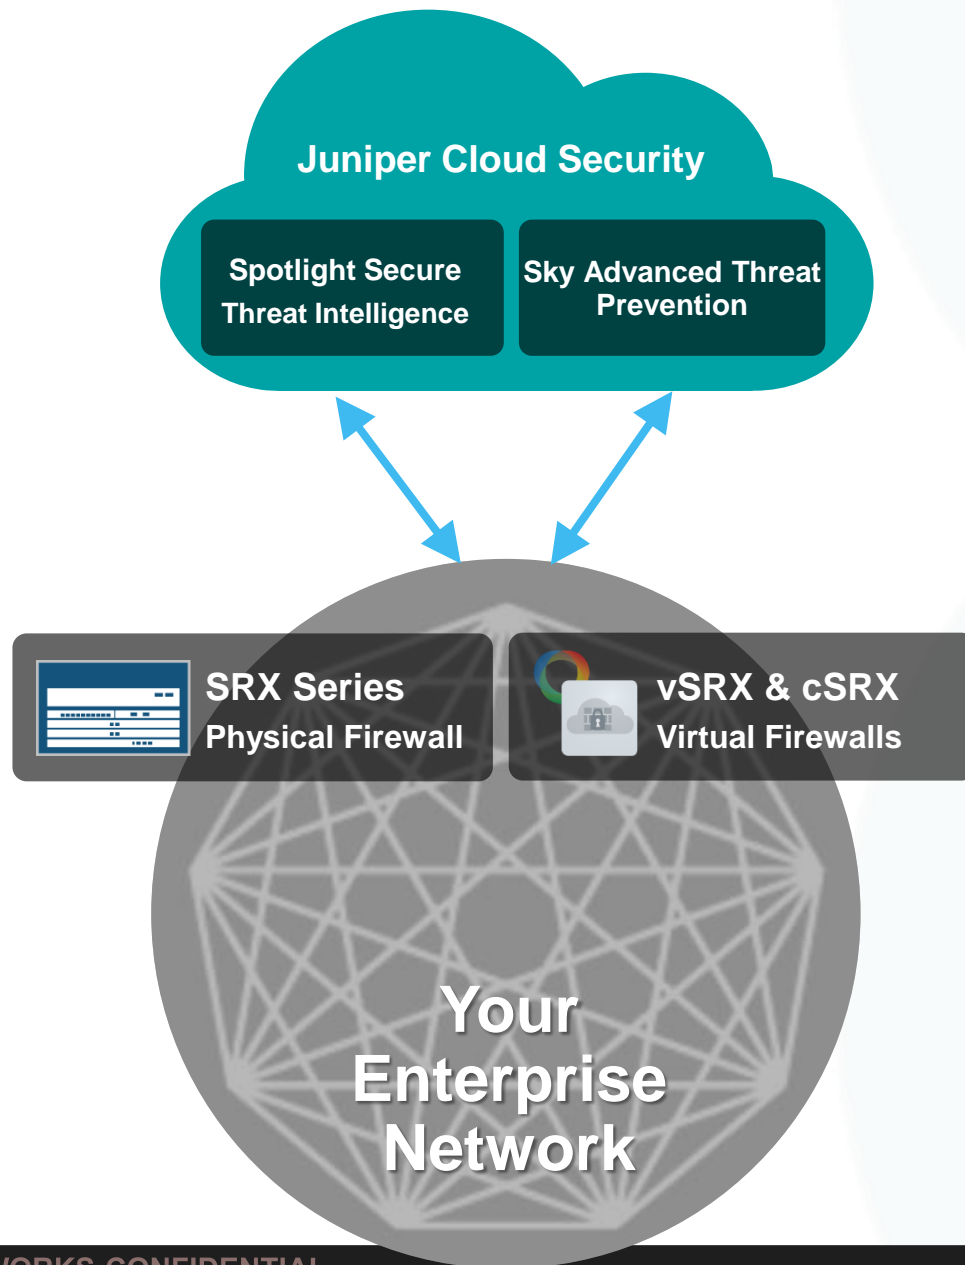 Juniper Cloud Security
Spotlight Secure
Threat Intelligence
Sky Advanced Threat
Prevention
SRX Series
Physical Firewall
vSRX & cSRX
Virtual Firewalls
Your
Enterprise
Network
CONFIDENTIAL